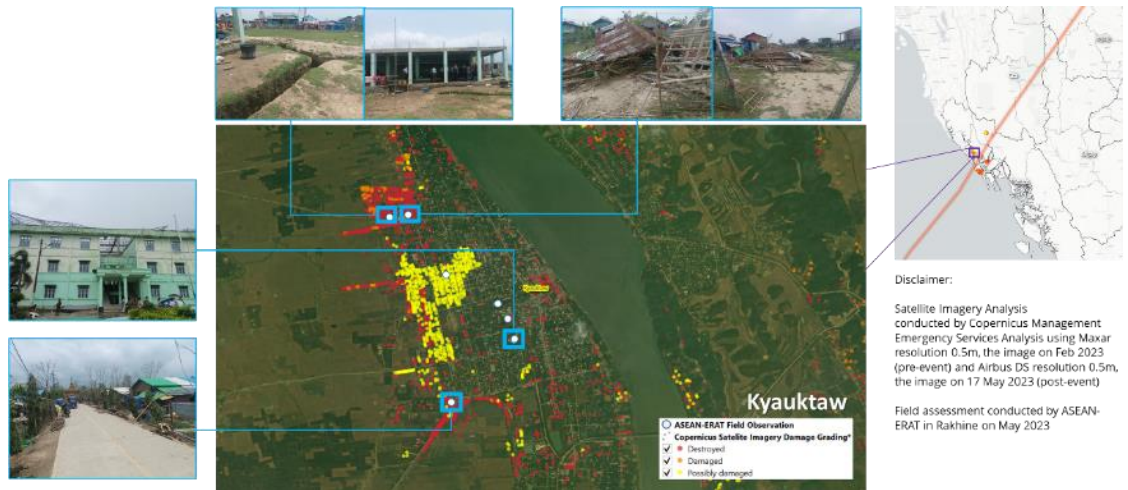 Kyauktaw
Kyauktaw
ASEAN-ERAT Field Observation
Copernicus Satelite Imagery Damage Grading*
Destroyed
Damaged
Possibly damaged
Disclaimer:
Satellite Imagery Analysis
conducted by Copernicus Management
Emergency Services Analysis using Maxar
resolution 0.5m, the image on Feb 2023
(pre-event) and Airbus DS resolution 0.5m,
the image on 17 May 2023 (post-event)
Field assessment conducted by ASEAN-
ERAT in Rakhine on May 2023